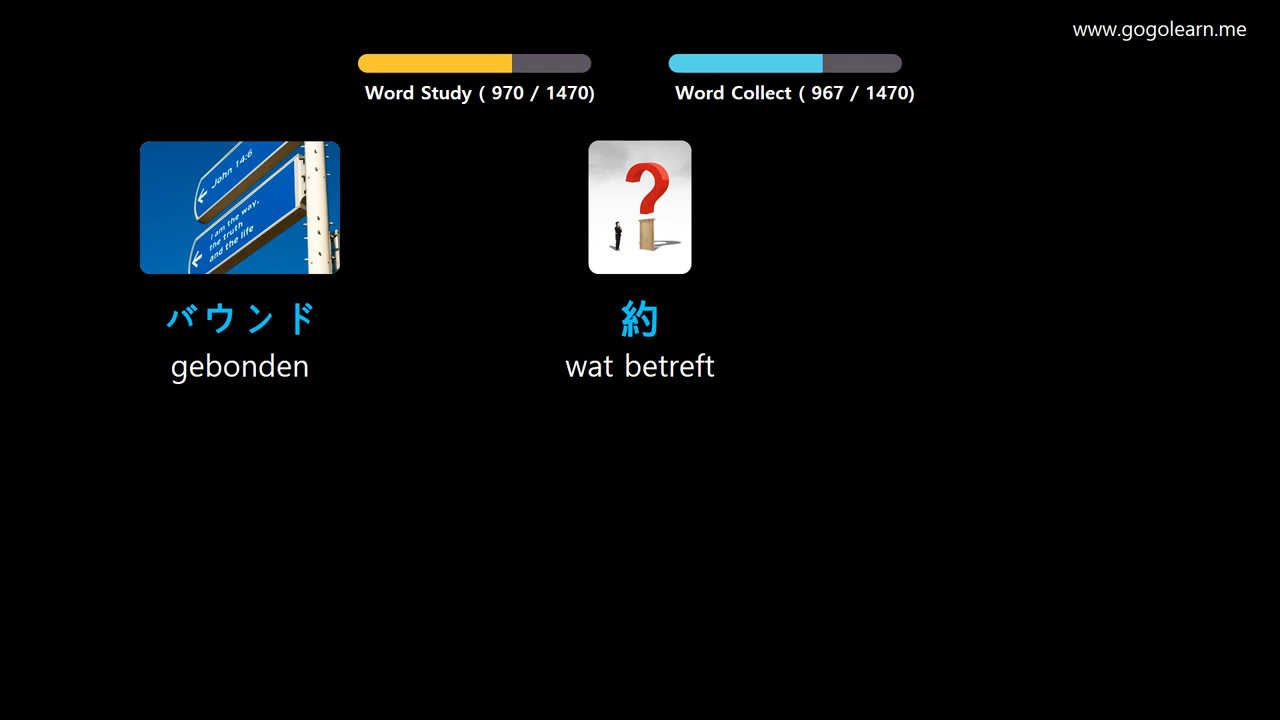 www.gogolearn.me
Word Study ( 970 / 1470)
Word Collect ( 967 / 1470)
John 14:6
I am the way,
the truth
and the life
バウンド
約
gebonden
wat betreft